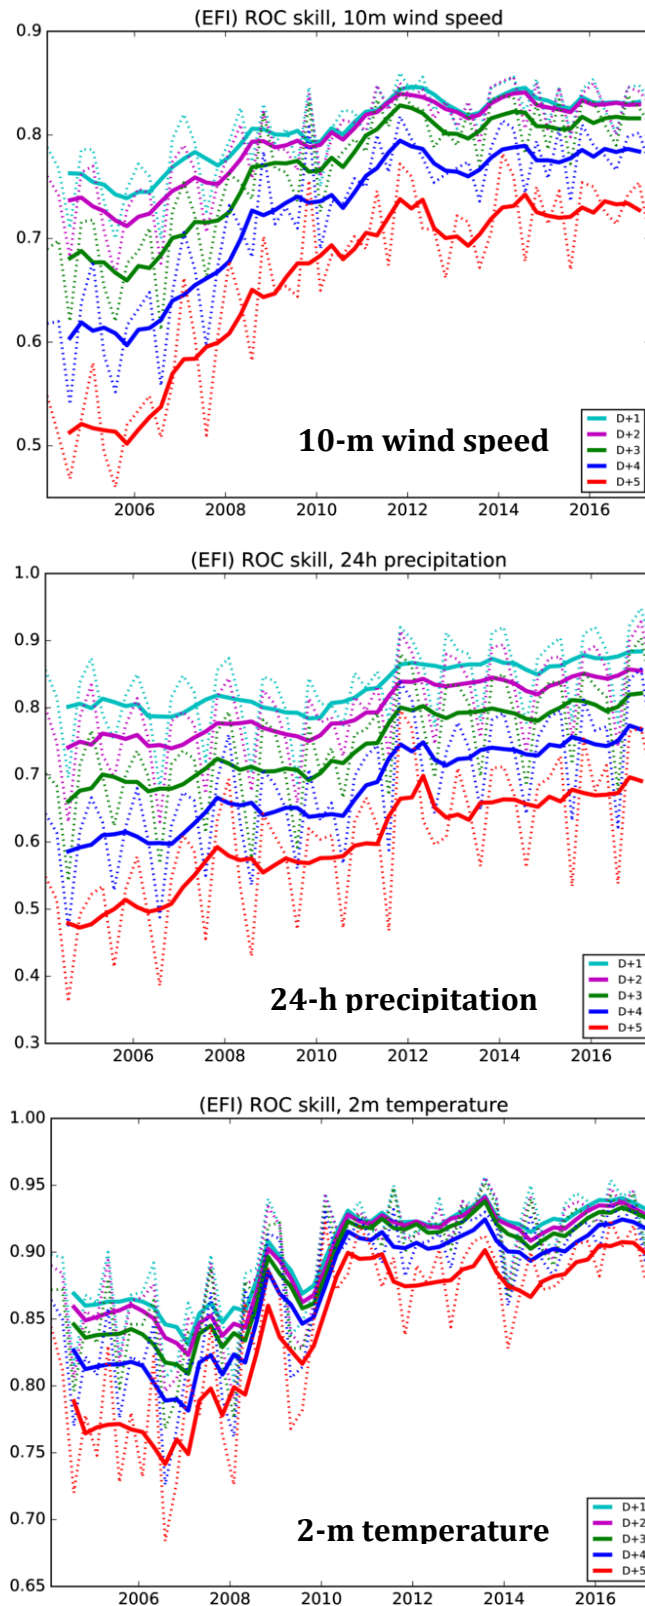 (EFI) ROC skill, 10m wind speed
0.9
0.8
0.7
0.6
0.5
10-m wind speed
D+1
D+2
D+3
D+4
D+5
2006 2008 2010 2012 2014 2016
(EFI) ROC skill, 24h precipitation
1.0
0.9
0.8
0.7
0.6
0.5
0.4
0.3
24-h precipitation
D+1
D+2
D+3
D+4
D+5
2006 2008 2010 2012 2014 2016
(EFI) ROC skill, 2m temperature
1.00
0.95
0.90
0.85
0.80
0.75
0.70
0.65
2-m temperature
D+1
D+2
D+3
D+4
D+5
2006 2008 2010 2012 2014 2016